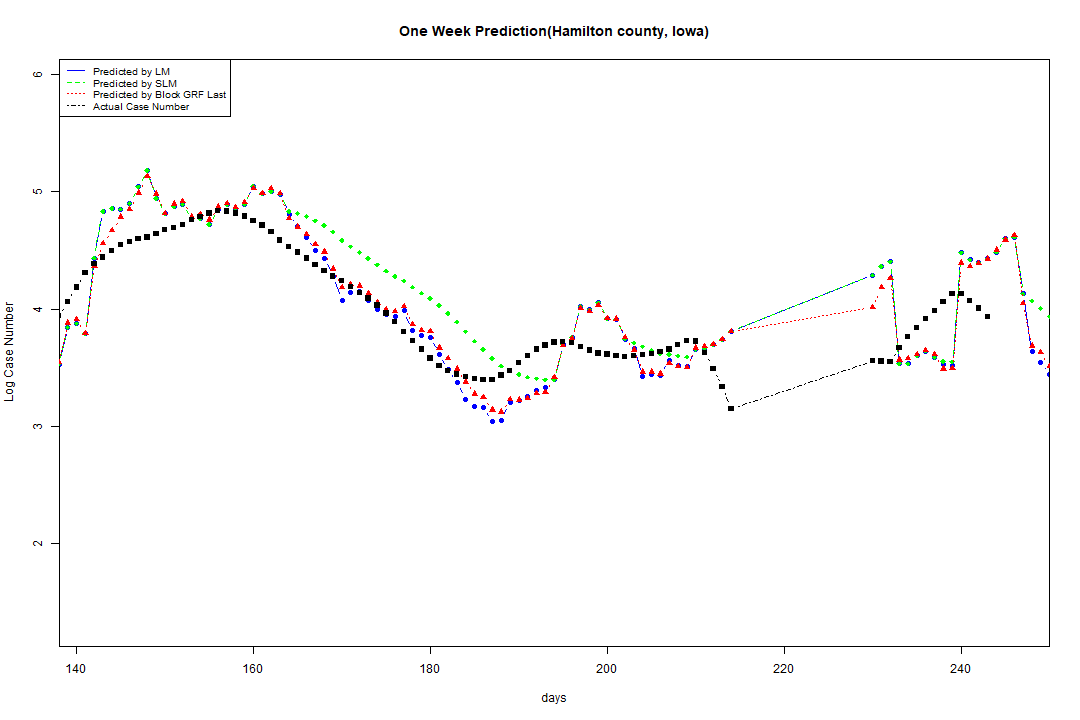 One Week Prediction(Hamilton county, Iowa)
Predicted by LM
Predicted by SLM
Predicted by Block GRF Last
Actual Case Number
6
5
4
3
2
Log Case Number
140 160 180 200 220 240
days